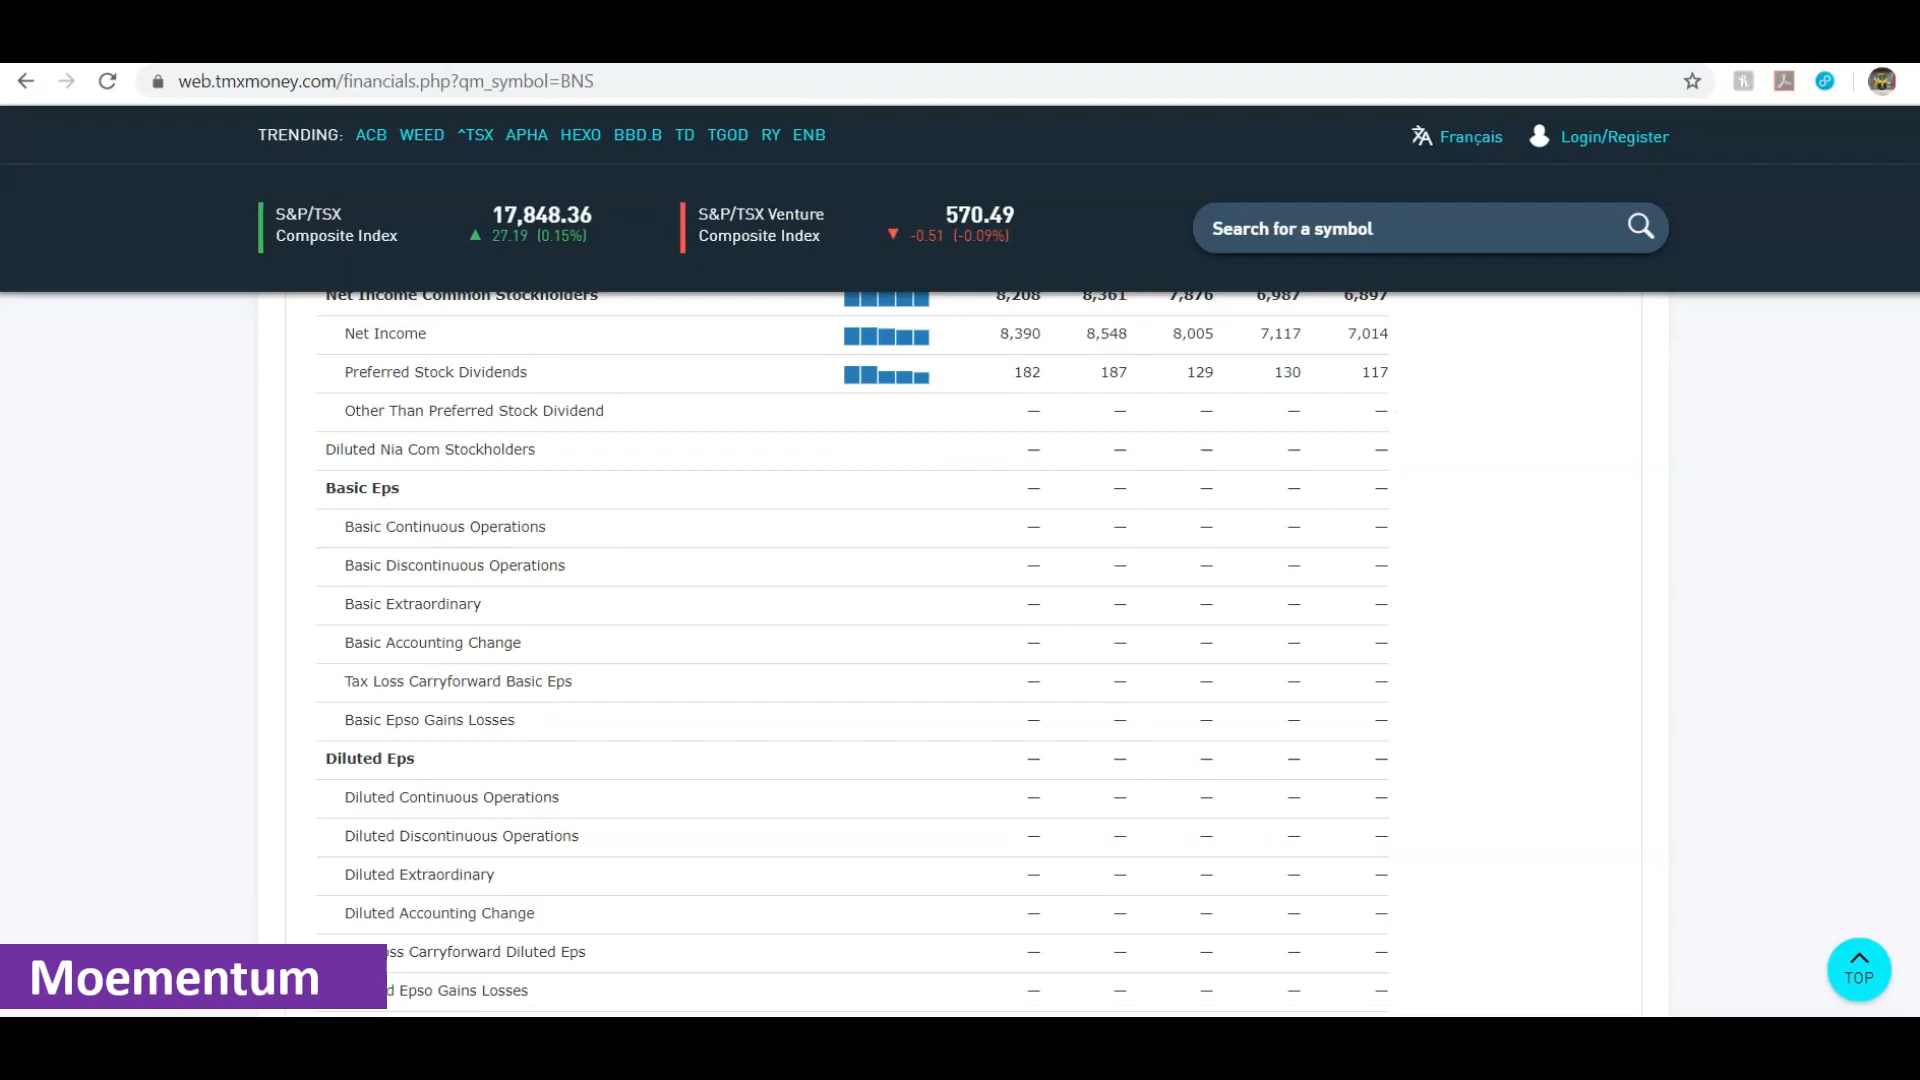 web.tmxmoney.com/financials.php?qm_symbol=BNS
TRENDING: ACB WEED ^TSX APHA HEXO BBD.B TD TGOD RY ENB
Français Login/Register
S&P/TSX 17,848.36 S&P/TSX Venture 570.49
Composite Index ▲ 27.19 (0.15%) Composite Index ▼ -0.51 (-0.09%)
Search for a symbol
Net Income Common Stockholders 8,208 8,361 7,876 6,987 6,897
Net Income 8,390 8,548 8,005 7,117 7,014
Preferred Stock Dividends 182 187 129 130 117
Other Than Preferred Stock Dividend — — — — —
Diluted Nia Com Stockholders — — — — —
Basic Eps — — — — —
Basic Continuous Operations — — — — —
Basic Discontinuous Operations — — — — —
Basic Extraordinary — — — — —
Basic Accounting Change — — — — —
Tax Loss Carryforward Basic Eps — — — — —
Basic Epso Gains Losses — — — — —
Diluted Eps — — — — —
Diluted Continuous Operations — — — — —
Diluted Discontinuous Operations — — — — —
Diluted Extraordinary — — — — —
Diluted Accounting Change — — — — —
ss Carryforward Diluted Eps — — — — —
d Epso Gains Losses — — — — —
Moementum
TOP